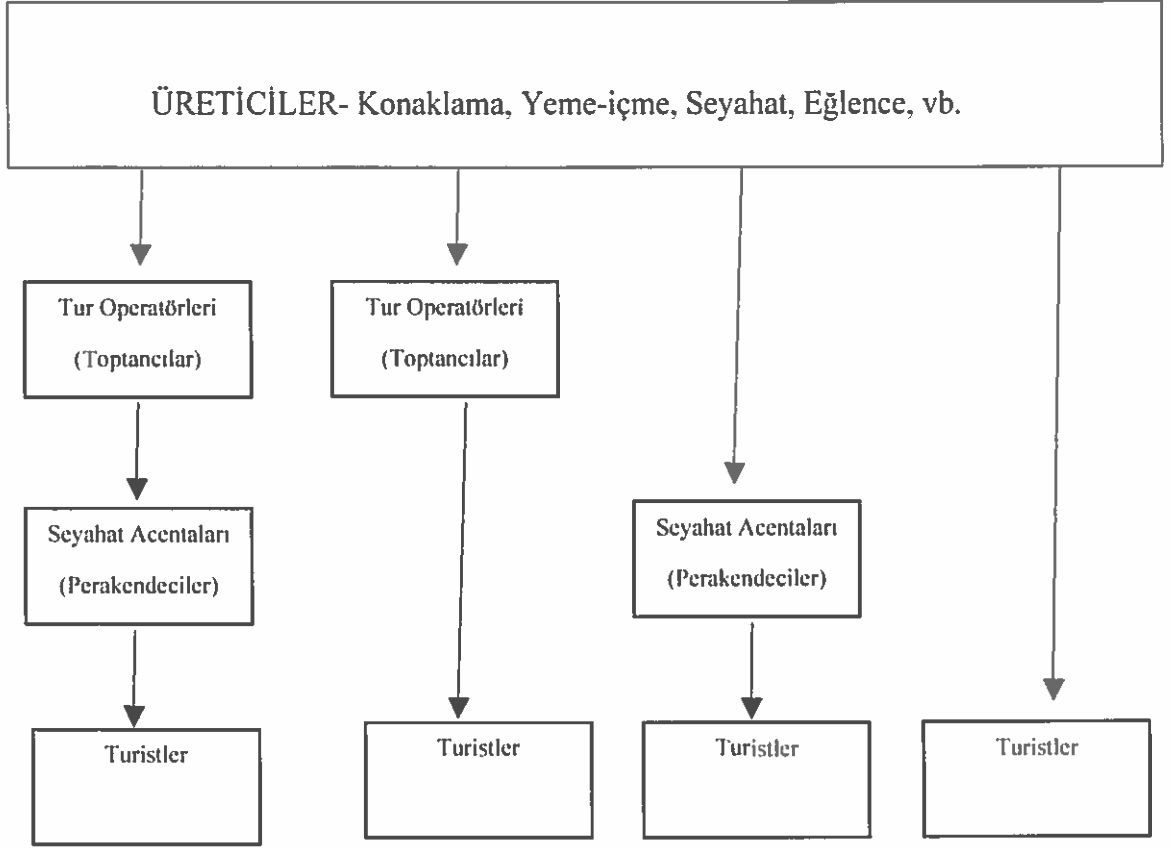 ÜRETİCİLER- Konaklama, Yeme-içme, Seyahat, Eğlence, vb.
Tur Operatörleri
(Toptancılar)
Tur Operatörleri
(Toptancılar)
Seyahat Acentaları
(Perakendeciler)
Seyahat Acentaları
(Perakendeciler)
Turistler
Turistler
Turistler
Turistler